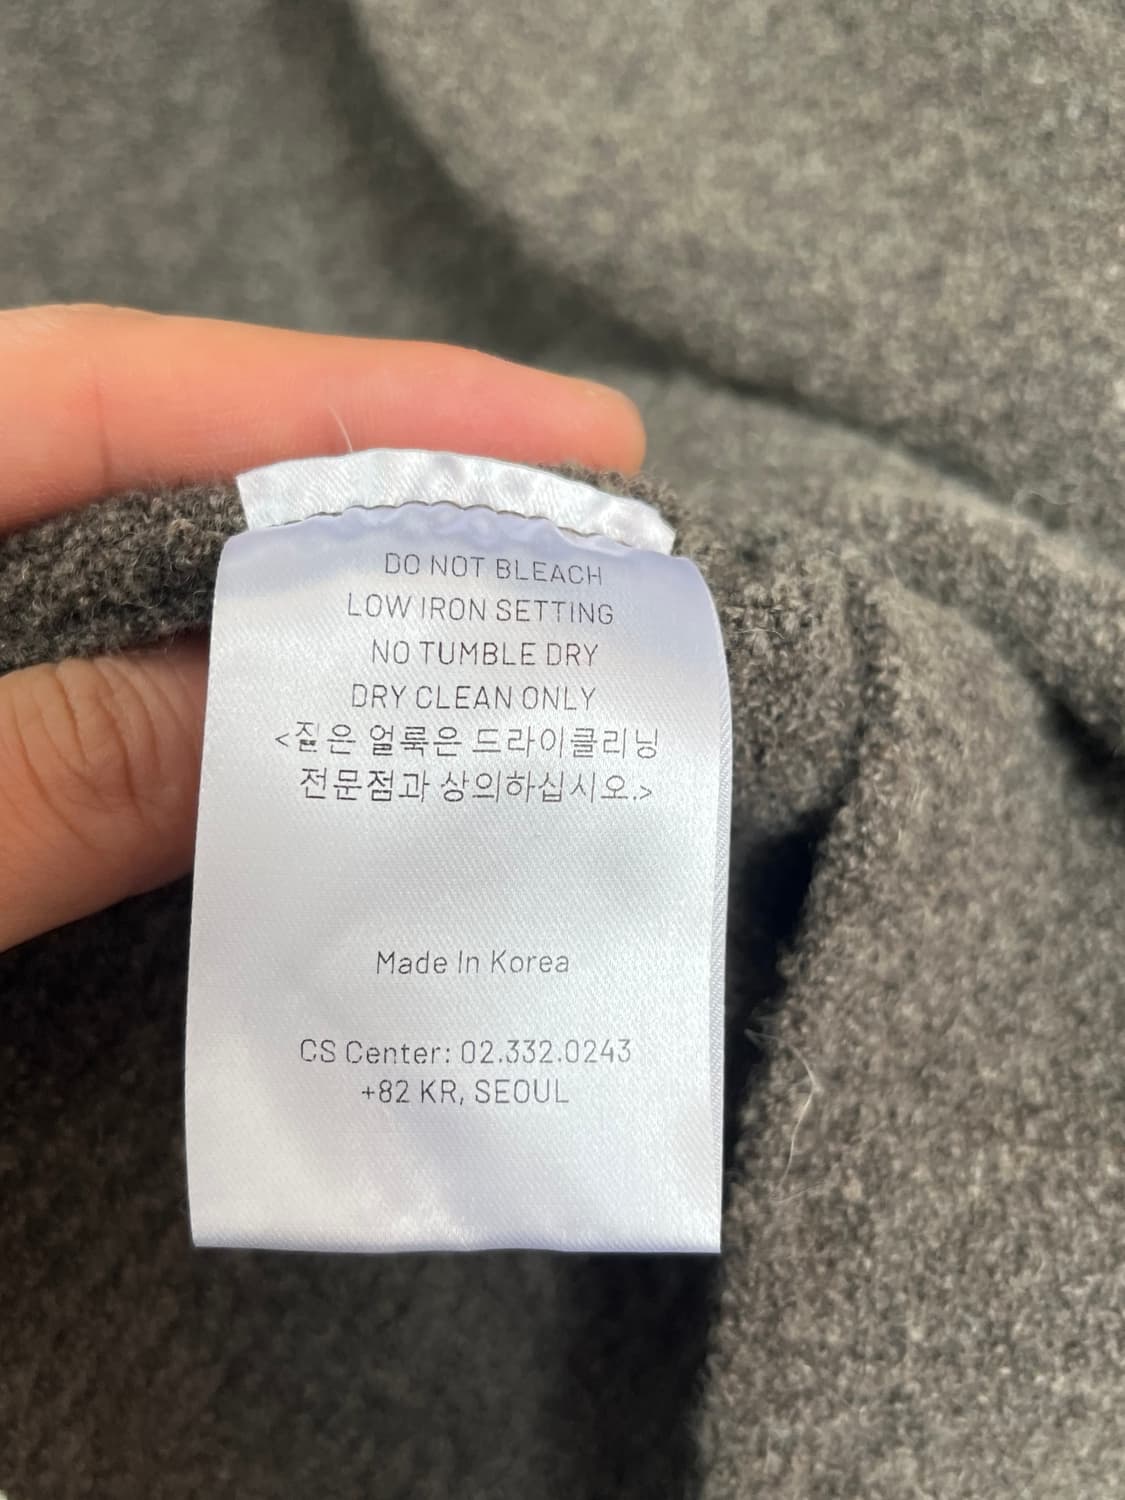 DO NOT BLEACH
LOW IRON SETTING
NO TUMBLE DRY
DRY CLEAN ONLY
<짙은 얼룩은 드라이클리닝
전문점과 상의하십시오.>
Made In Korea
CS Center: 02.332.0243
+82 KR, SEOUL